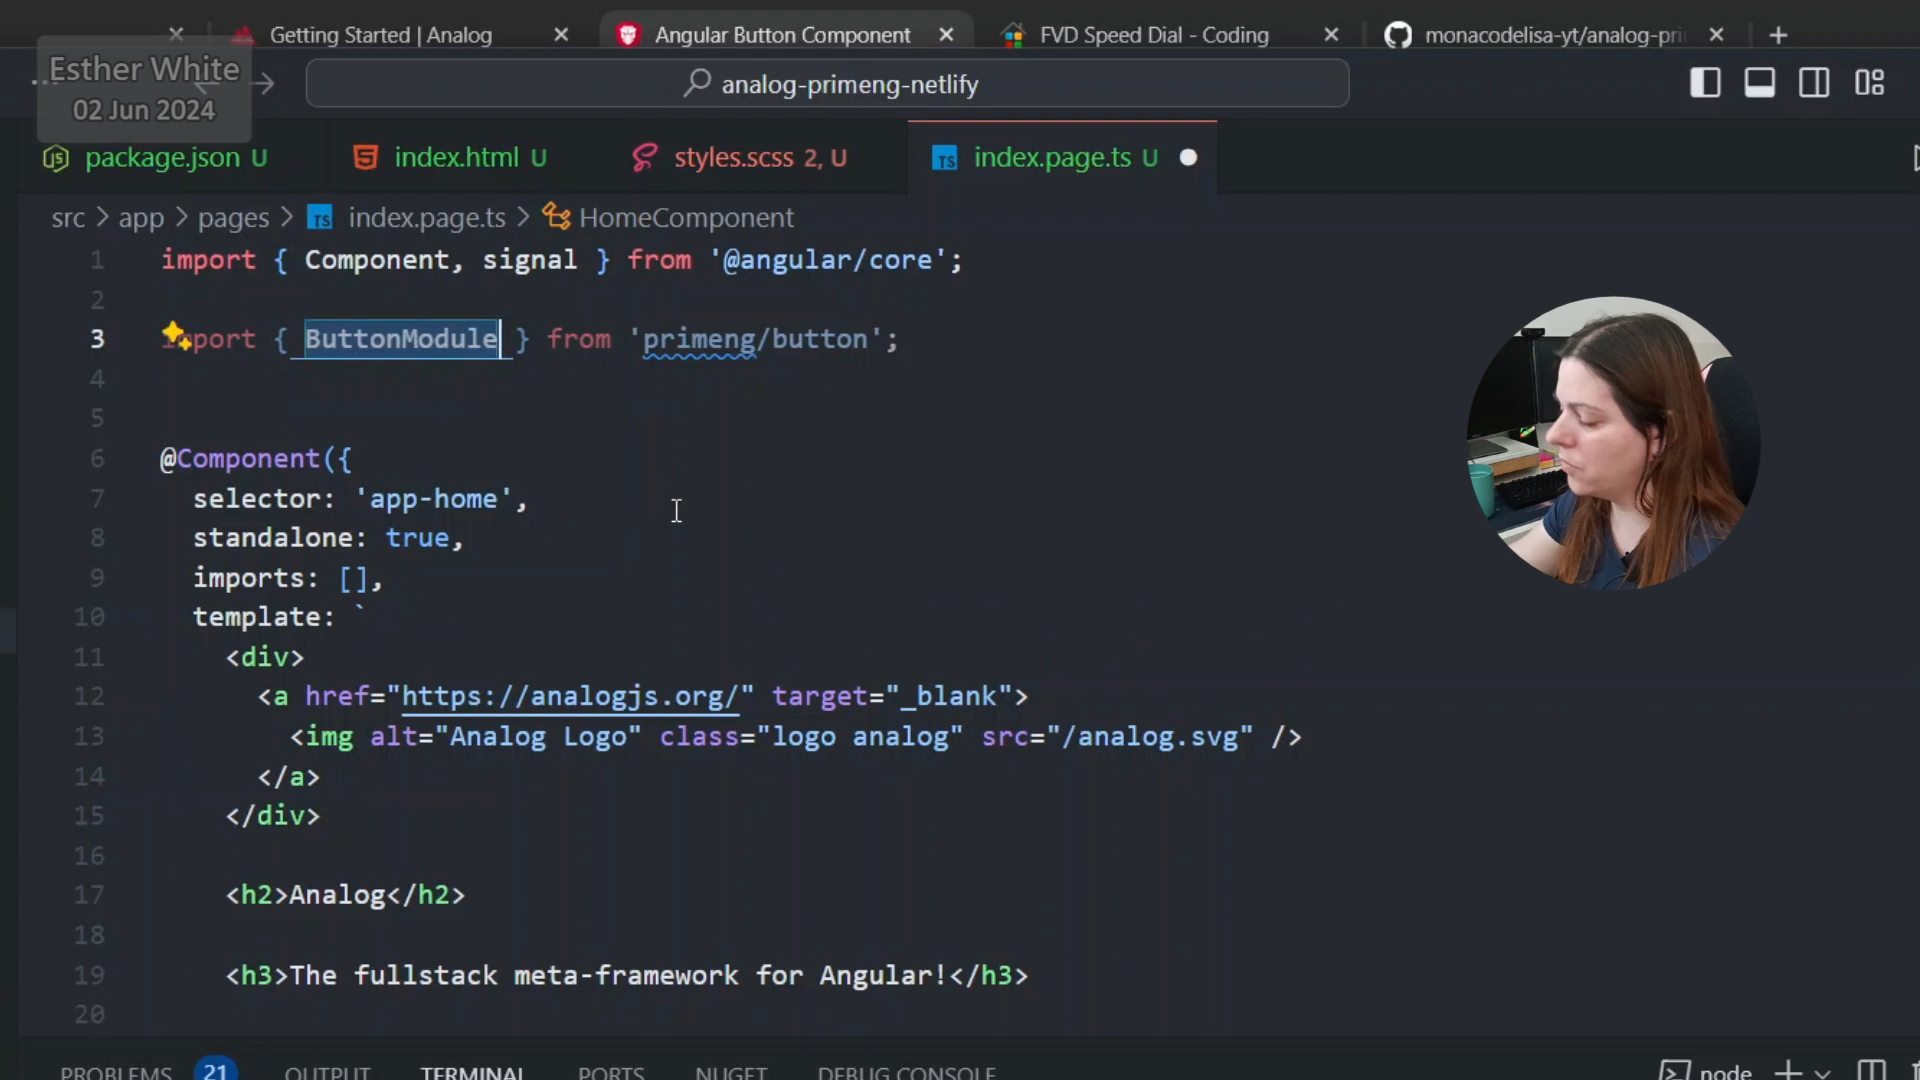 Getting Started | Analog
Angular Button Component
FVD Speed Dial - Coding
monacodelisa-yt/analog-pri
Esther White
02 Jun 2024
analog-primeng-netlify
package.json U
index.html U
styles.scss 2, U
TS index.page.ts U
src > app > pages > TS index.page.ts > HomeComponent
1 import { Component, signal } from '@angular/core';
2
3 import { ButtonModule } from 'primeng/button';
4
5
6 @Component({
7 selector: 'app-home',
8 standalone: true,
9 imports: [],
10 template: `
11 <div>
12 <a href="https://analogjs.org/" target="_blank">
13 <img alt="Analog Logo" class="logo analog" src="/analog.svg" />
14 </a>
15 </div>
16
17 <h2>Analog</h2>
18
19 <h3>The fullstack meta-framework for Angular!</h3>
20
PROBLEMS 21 OUTPUT TERMINAL PORTS NUGET DEBUG CONSOLE node